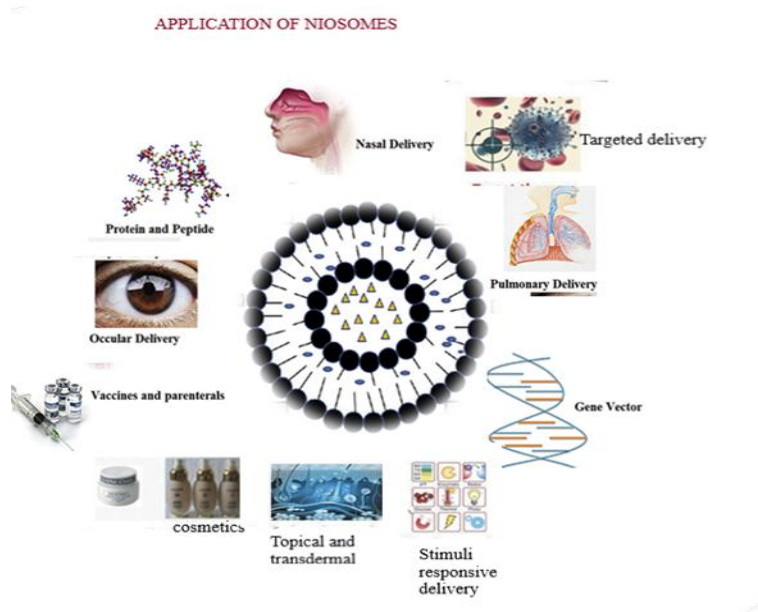 APPLICATION OF NIOSOMES
Nasal Delivery
Targeted delivery
Protein and Peptide
Pulmonary Delivery
Occular Delivery
Vaccines and parenterals
Gene Vector
cosmetics
Topical and
transdermal
Stimuli
responsive
delivery